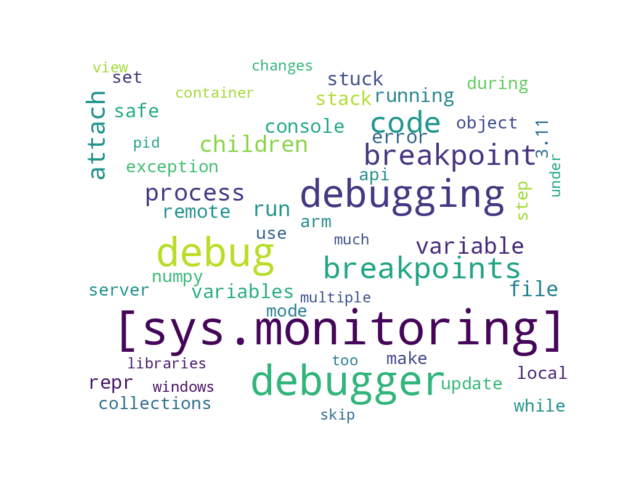 view
changes
set
stuck
during
container
stack
running
attach
safe
console
code
object
3.11
pid
children
error
breakpoint
under
exception
api
process
debugging
step
remote
run
arm
use
much
variable
debug
breakpoints
numpy
server
variables
multiple
file
mode
[sys.monitoring]
libraries
too
make
local
repr
windows
debugger
update
collections
skip
while